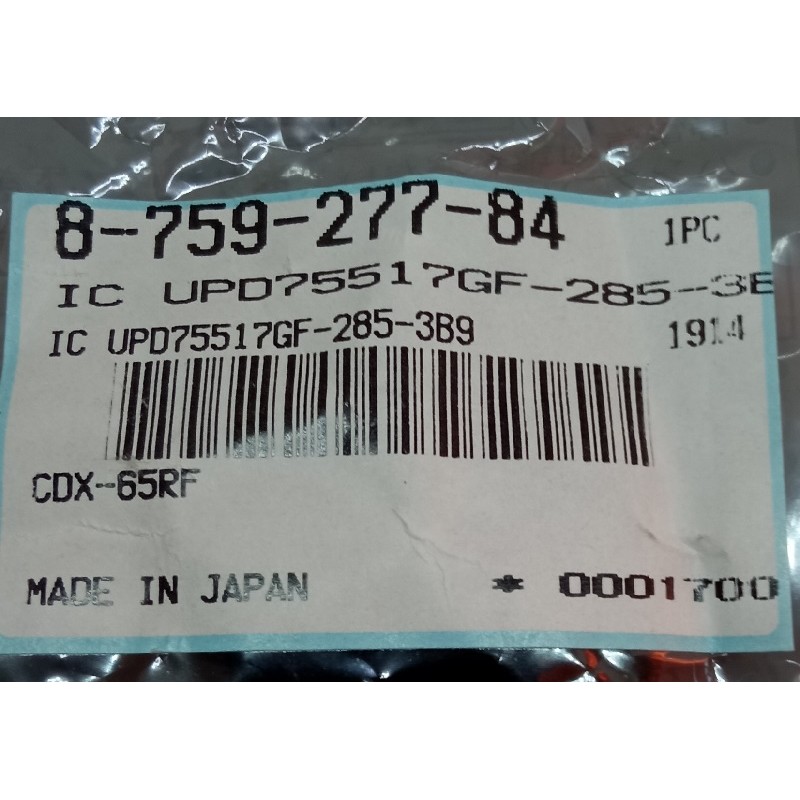 8-759-277-84 1PC
IC UPD75517GF-285-3B
IC UPD75517GF-285-3B9 1914
CDX-65RF
MADE IN JAPAN * 0001700